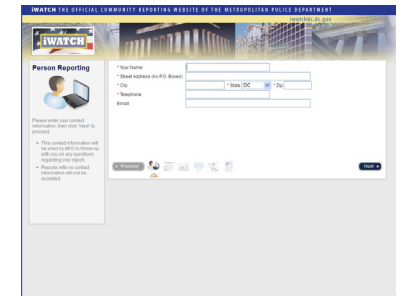 iWATCH THE OFFICIAL COMMUNITY REPORTING WEBSITE OF THE METROPOLITAN POLICE DEPARTMENT
iwatchdc.dc.gov
iWATCH
Person Reporting
Please enter your contact
information, then click "Next" to
proceed.
• This contact information will
be used by MPD to follow up
with you on any questions
regarding your report.
• Reports with no contact
information will not be
accepted.
* Your Name
* Street Address (no P.O. Boxes)
* City
* State DC
* Zip
* Telephone
Email
Previous
Next